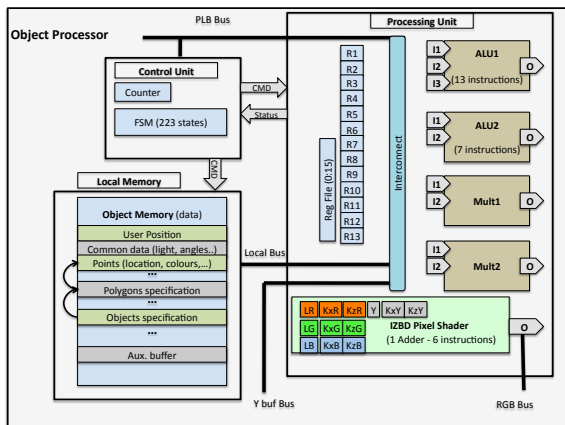 PLB Bus
Processing Unit
Object Processor
Control Unit
Counter
FSM (223 states)
CMD
Status
CMD
Local Memory
Object Memory (data)
User Position
Common data (light, angles..)
Points (location, colours,...)
...
Polygons specification
...
Objects specification
...
Aux. buffer
R1
R2
R3
R4
R5
R6
R7
R8
R9
R10
R11
R12
R13
Reg File (0:15)
Interconnect
Local Bus
I1
I2
I3
ALU1
(13 instructions)
O
I1
I2
ALU2
(7 instructions)
O
I1
I2
Mult1
O
I1
I2
Mult2
O
LR KxR KzR Y KxY KzY
LG KxG KzG
LB KxB KzB
IZBD Pixel Shader
(1 Adder - 6 instructions)
O
Y buf Bus
RGB Bus